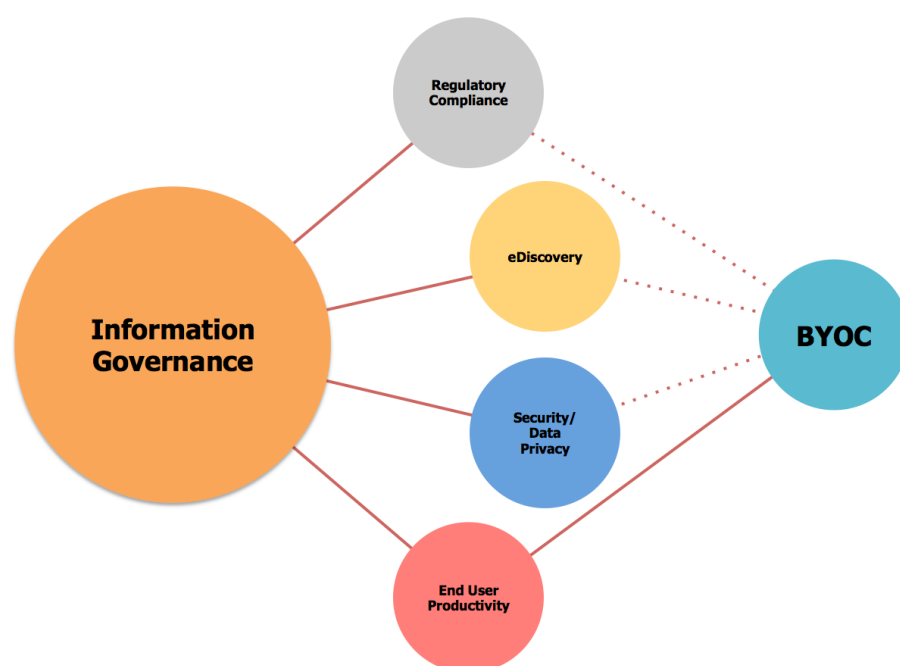 Regulatory
Compliance
eDiscovery
Information
Governance
BYOC
Security/
Data
Privacy
End User
Productivity